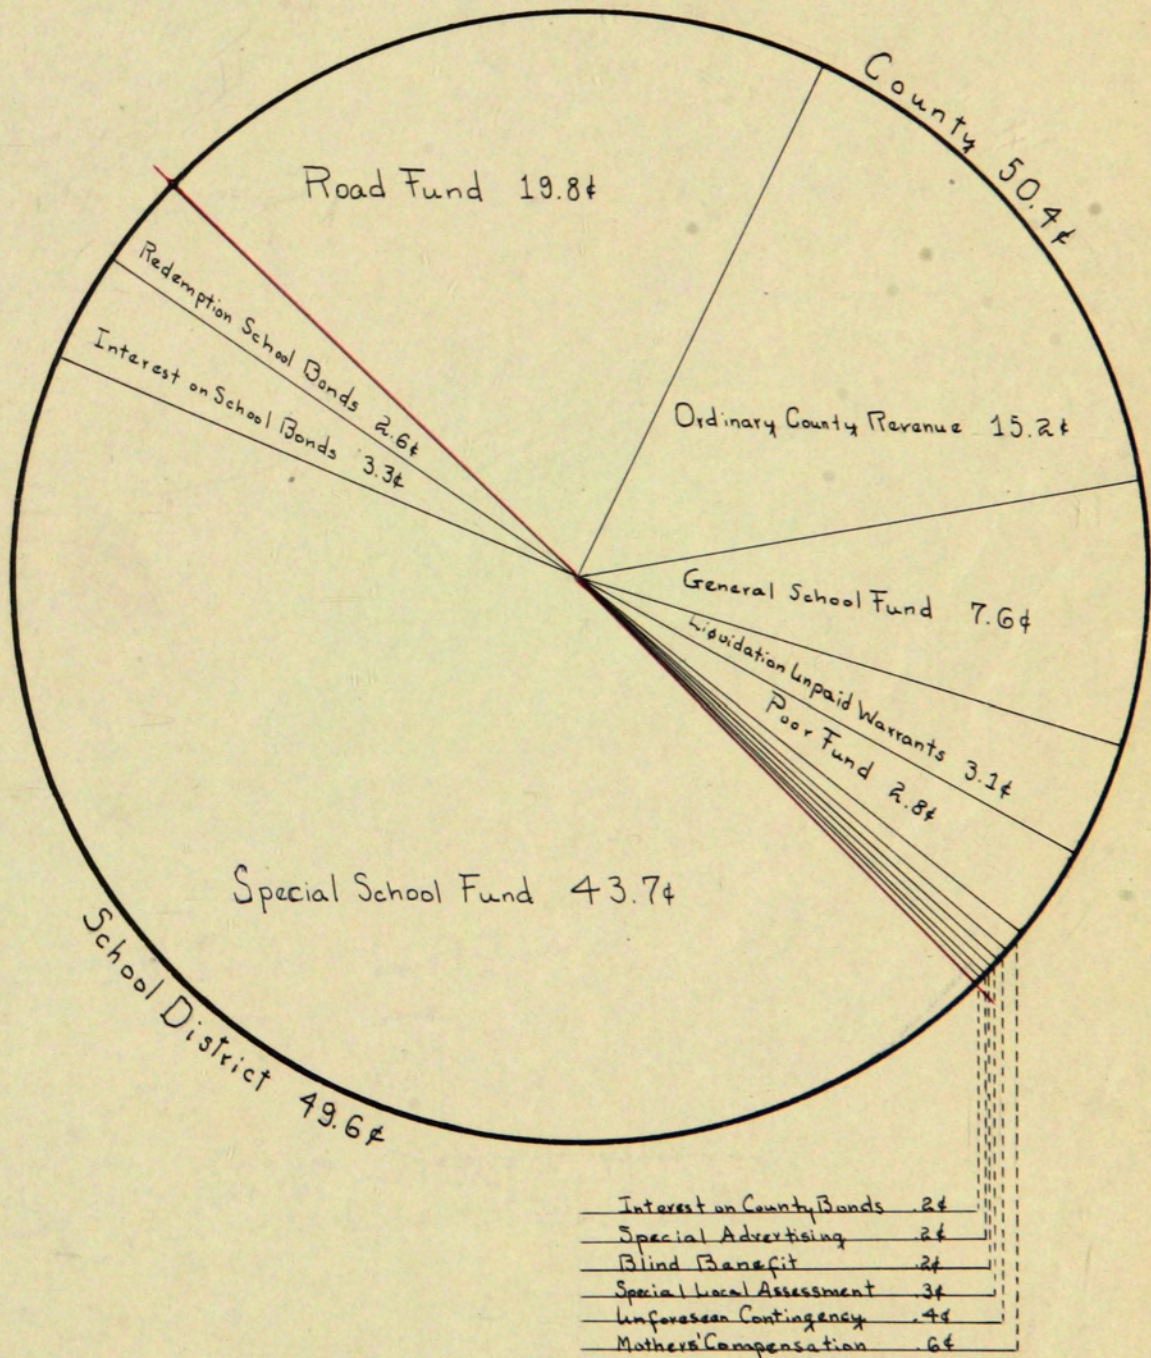 County 50.4¢
Road Fund 19.8¢
Redemption School Bonds 2.6¢
Interest on School Bonds 3.3¢
Ordinary County Revenue 15.2¢
General School Fund 7.6¢
Liquidation Unpaid Warrants 3.1¢
Poor Fund 2.8¢
Special School Fund 43.7¢
School District 49.6¢
Interest on County Bonds .2¢
Special Advertising .2¢
Blind Benefit .2¢
Special Local Assessment .3¢
Unforeseen Contingency .4¢
Mothers' Compensation .6¢